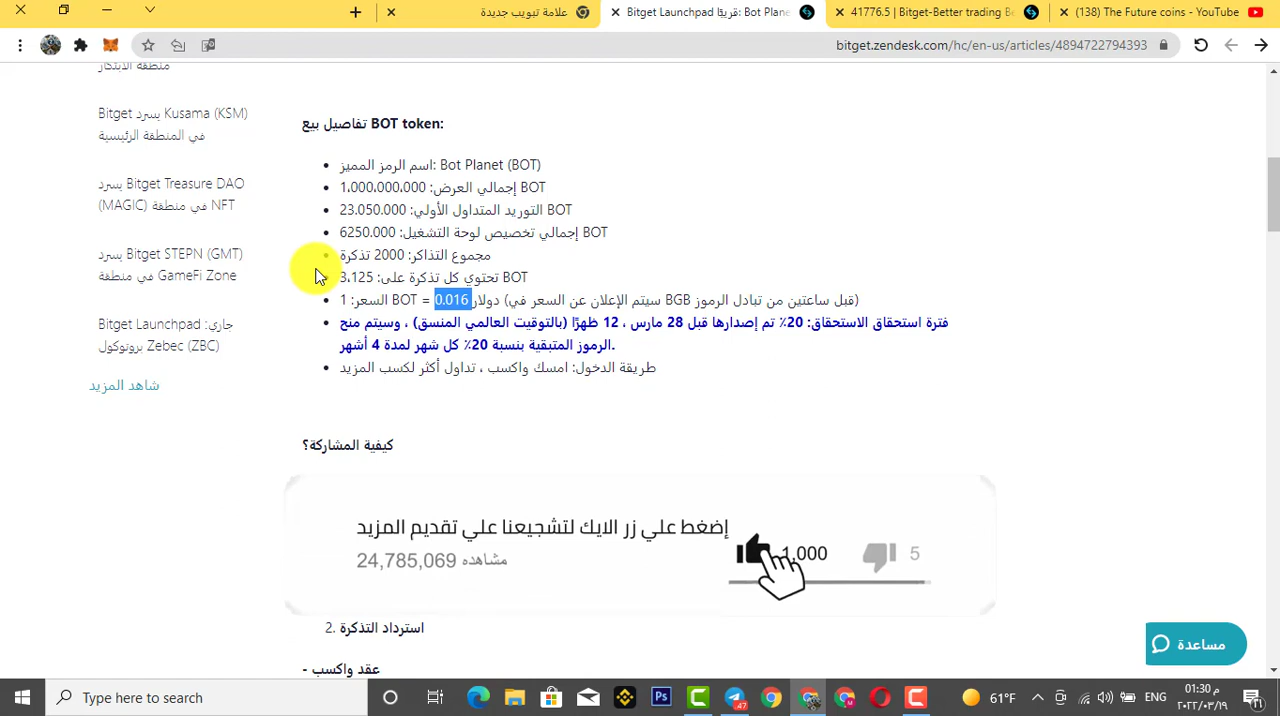 علامة تبويب جديدة
Bitget Launchpad قريبًا: Bot Plane
41776.5 | Bitget-Better trading Be
(138) The Future coins - YouTube
bitget.zendesk.com/hc/en-us/articles/4894722794393
منطقة الابتكار
Bitget يسرد Kusama (KSM)
في المنطقة الرئيسية
Bitget Treasure DAO يسرد
(MAGIC) في منطقة NFT
Bitget STEPN (GMT) يسرد
في منطقة GameFi Zone
جاري: Bitget Launchpad
بروتوكول Zebec (ZBC)
شاهد المزيد
تفاصيل بيع BOT token:
اسم الرمز المميز: Bot Planet (BOT)
إجمالي العرض: 1،000،000،000 BOT
التوريد المتداول الأولي: 23.050.000 BOT
إجمالي تخصيص لوحة التشغيل: 6250.000 BOT
مجموع التذاكر: 2000 تذكرة
تحتوي كل تذكرة على: 3،125 BOT
السعر: 1 BOT = 0.016 دولار (سيتم الإعلان عن السعر في BGB قبل ساعتين من تبادل الرموز)
فترة استحقاق الاستحقاق: 20٪ تم إصدارها قبل 28 مارس ، 12 ظهرًا (بالتوقيت العالمي المنسق) ، وسيتم منح
الرموز المتبقية بنسبة 20٪ كل شهر لمدة 4 أشهر.
طريقة الدخول: امسك واكسب ، تداول أكثر لكسب المزيد
كيفية المشاركة؟
إضغط علي زر الايك لتشجيعنا علي تقديم المزيد
24,785,069 مشاهده
1,000
5
2. استرداد التذكرة
- عقد واكسب
مساعدة
Type here to search
47
61°F
ENG
01:30 م
٢٠٢٢/٠٣/١٩